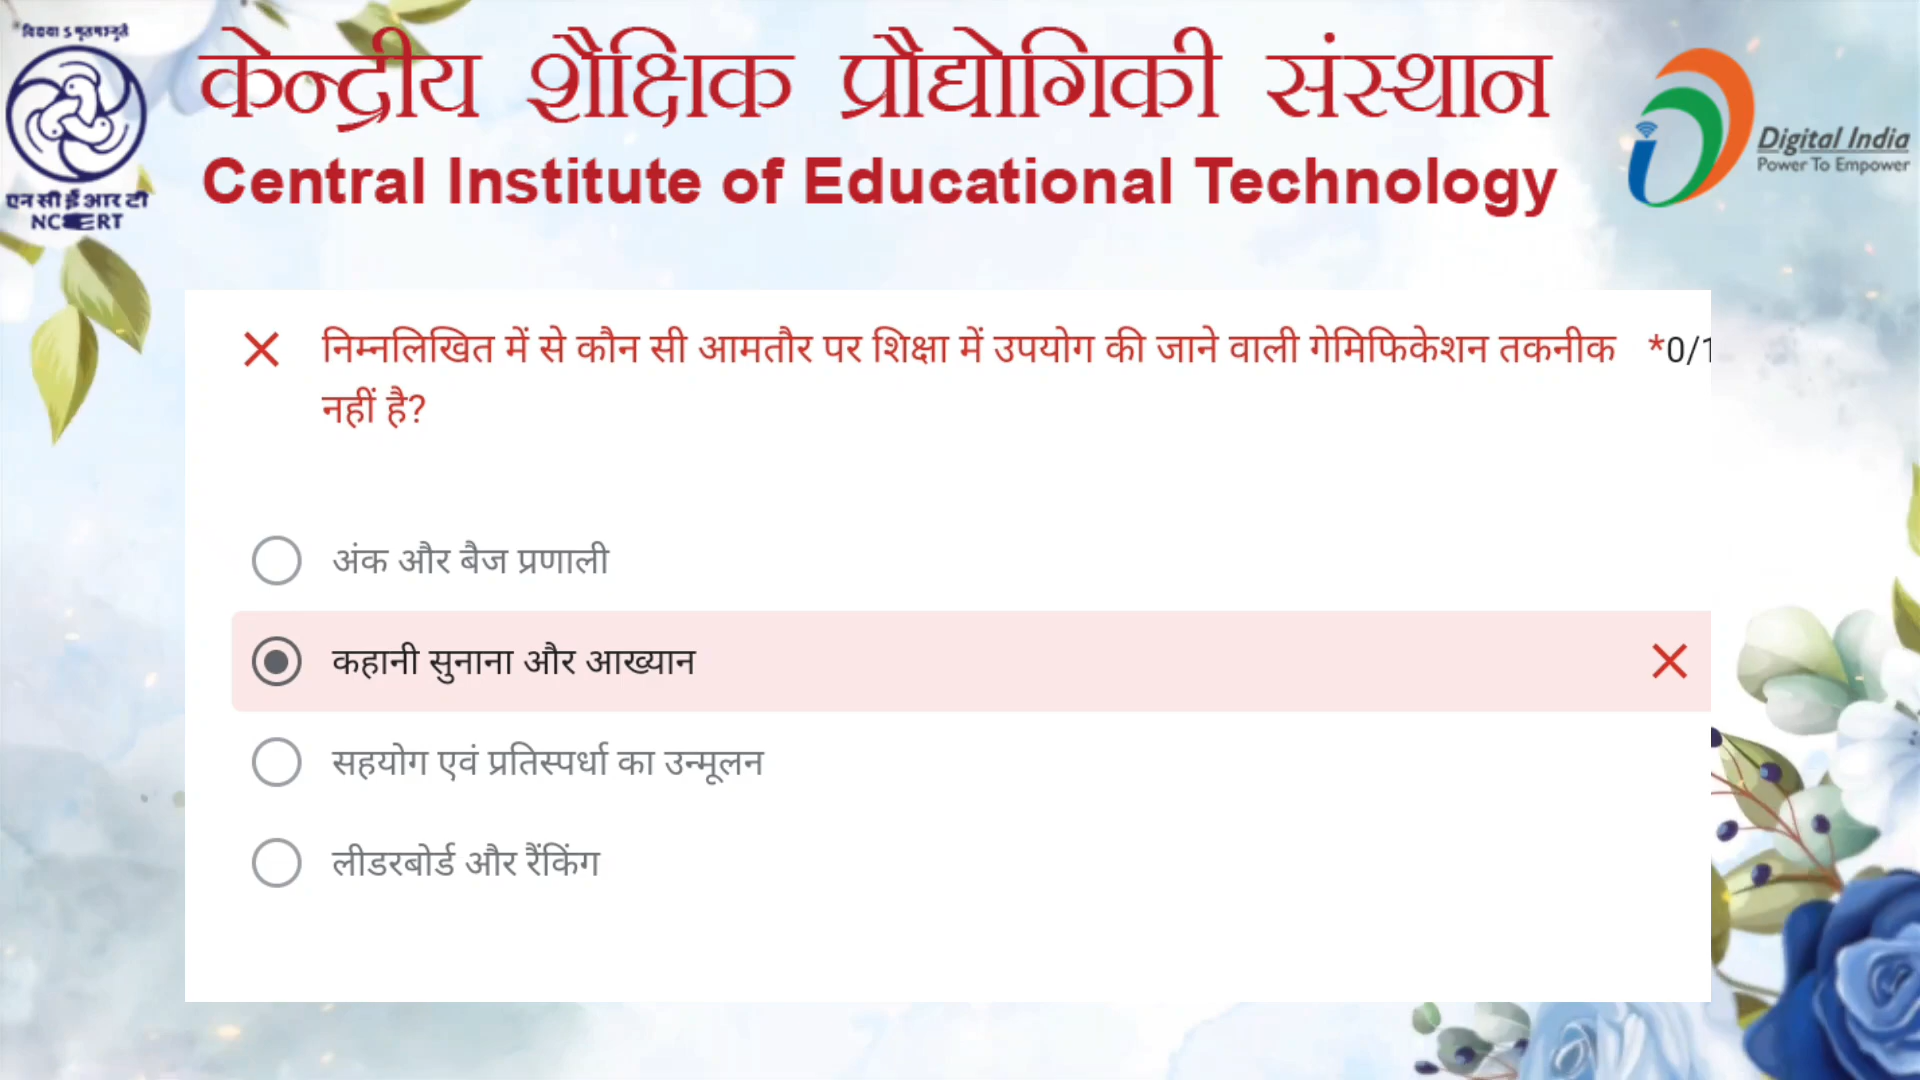 केन्द्रीय शैक्षिक प्रौद्योगिकी संस्थान
Central Institute of Educational Technology
एन सी ई आर टी
NCERT
Digital India
Power To Empower
निम्नलिखित में से कौन सी आमतौर पर शिक्षा में उपयोग की जाने वाली गेमिफिकेशन तकनीक *0/1
नहीं है?
अंक और बैज प्रणाली
कहानी सुनाना और आख्यान
सहयोग एवं प्रतिस्पर्धा का उन्मूलन
लीडरबोर्ड और रैंकिंग